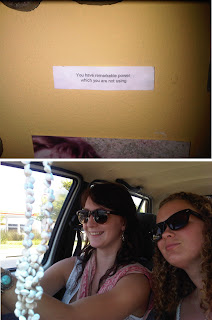 You have remarkable power
which you are not using.